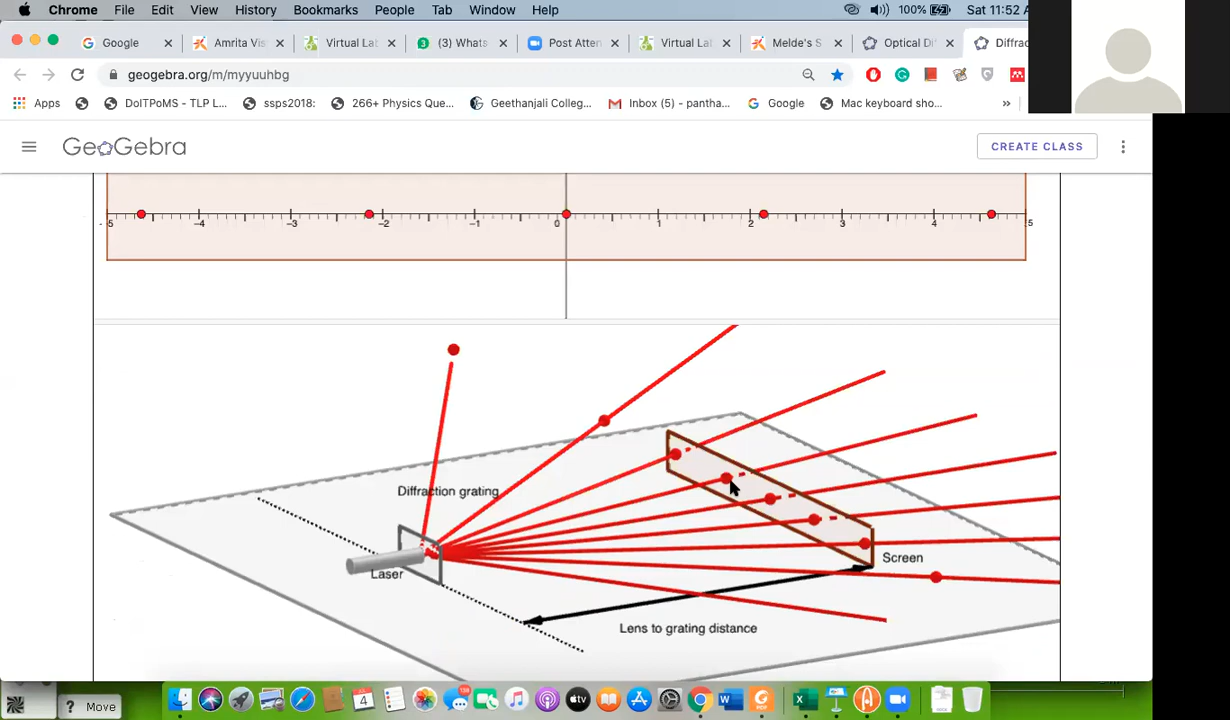 Chrome File Edit View History Bookmarks People Tab Window Help 100% Sat 11:52 A
Google Amrita Vis Virtual La (3) Whats Post Atten Virtual La Melde's S Optical Di Diffrac
geogebra.org/m/myyuuhbg
Apps DoITPoMS - TLP L... ssps2018: 266+ Physics Que... Geethanjali Colleg... Inbox (5) - pantha... Google Mac keyboard sho... »
GeoGebra CREATE CLASS
- 5 -4 -3 -2 -1 0 1 2 3 4 5
Diffraction grating
Laser
Screen
Lens to grating distance
? Move